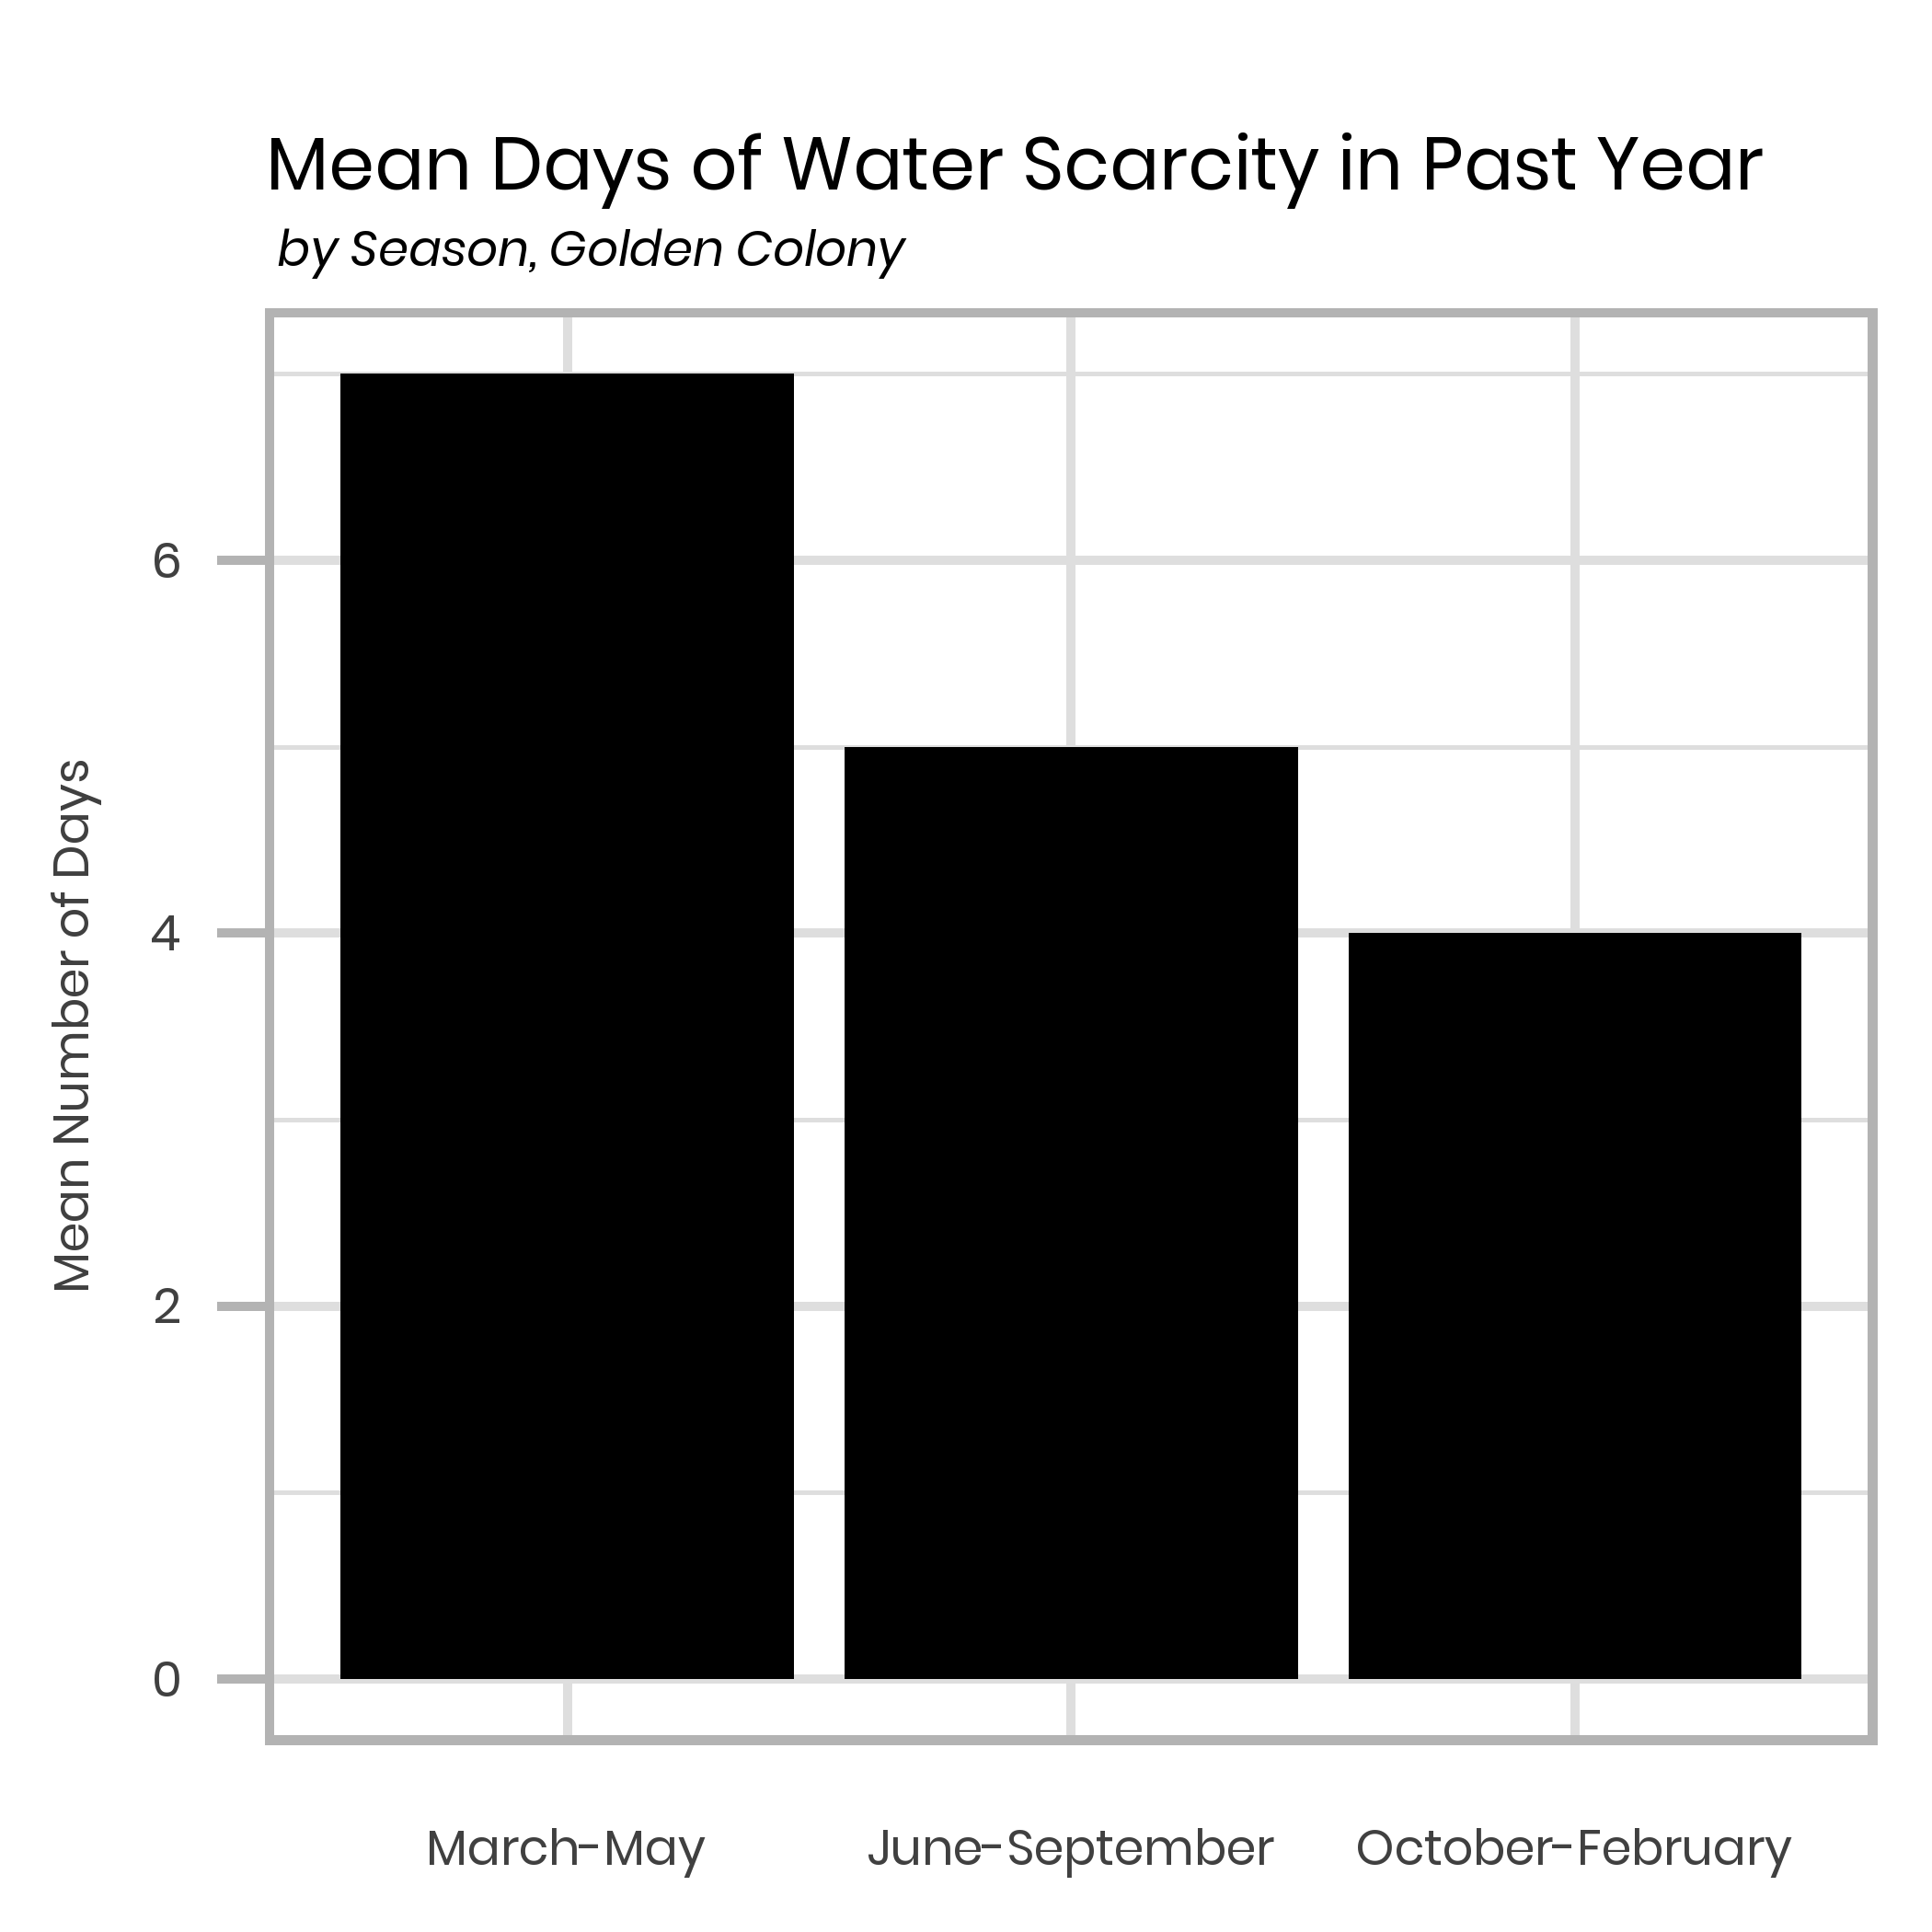 Mean Days of Water Scarcity in Past Year
by Season, Golden Colony
Mean Number of Days
6
4
2
0
March-May
June-September
October-February